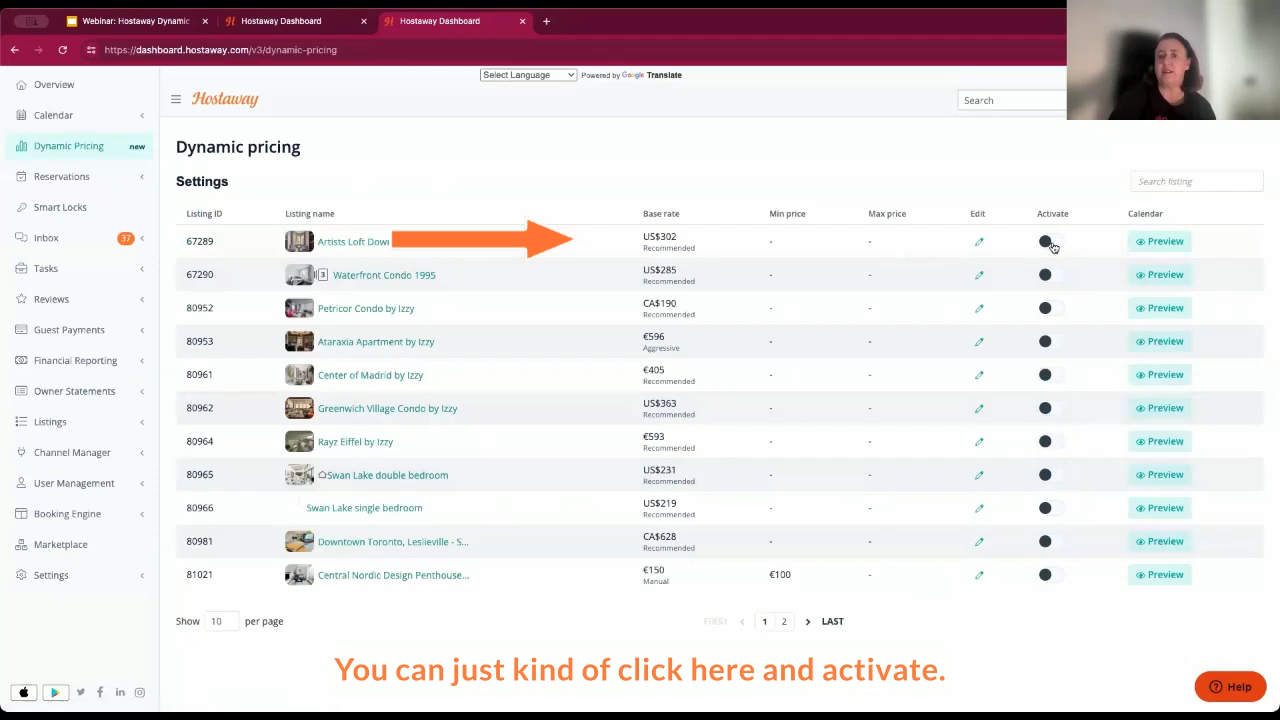 Webinar: Hostaway Dynamic
Hostaway Dashboard
Hostaway Dashboard
https://dashboard.hostaway.com/v3/dynamic-pricing
Select Language
Powered by Google Translate
Hostaway
Search
Overview
Calendar
Dynamic Pricing new
Reservations
Smart Locks
Inbox 37
Tasks
Reviews
Guest Payments
Financial Reporting
Owner Statements
Listings
Channel Manager
User Management
Booking Engine
Marketplace
Settings
Dynamic pricing
Settings
Search listing
Listing ID Listing name Base rate Min price Max price Edit Activate Calendar
67289 Artists Loft Dow US$302 - - Preview
Recommended
67290 3 Waterfront Condo 1995 US$285 - - Preview
Recommended
80952 Petricor Condo by Izzy CA$190 - - Preview
Recommended
80953 Ataraxia Apartment by Izzy €596 - - Preview
Aggressive
80961 Center of Madrid by Izzy €405 - - Preview
Recommended
80962 Greenwich Village Condo by Izzy US$363 - - Preview
Recommended
80964 Rayz Eiffel by Izzy €593 - - Preview
Recommended
80965 Swan Lake double bedroom US$231 - - Preview
Recommended
80966 Swan Lake single bedroom US$219 - - Preview
Recommended
80981 Downtown Toronto, Leslieville - S... CA$628 - - Preview
Recommended
81021 Central Nordic Design Penthouse... €150 €100 - Preview
Manual
Show 10 per page
FIRST 1 2 LAST
You can just kind of click here and activate.
Help